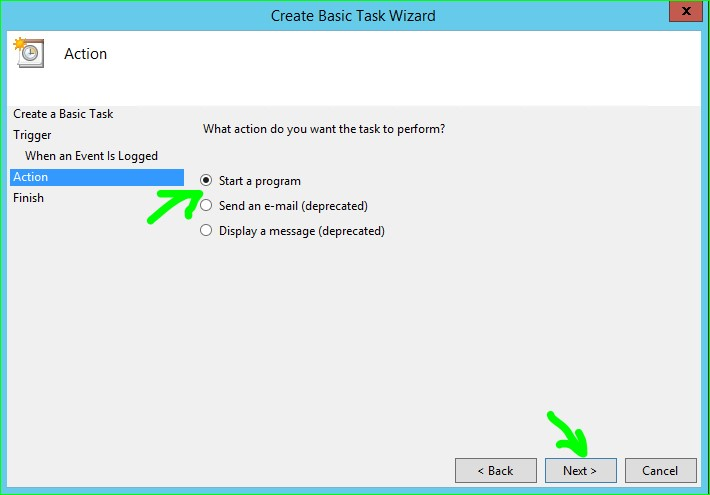 Create Basic Task Wizard
x
Action
Create a Basic Task
Trigger
When an Event Is Logged
Action
Finish
What action do you want the task to perform?
Start a program
Send an e-mail (deprecated)
Display a message (deprecated)
< Back Next > Cancel